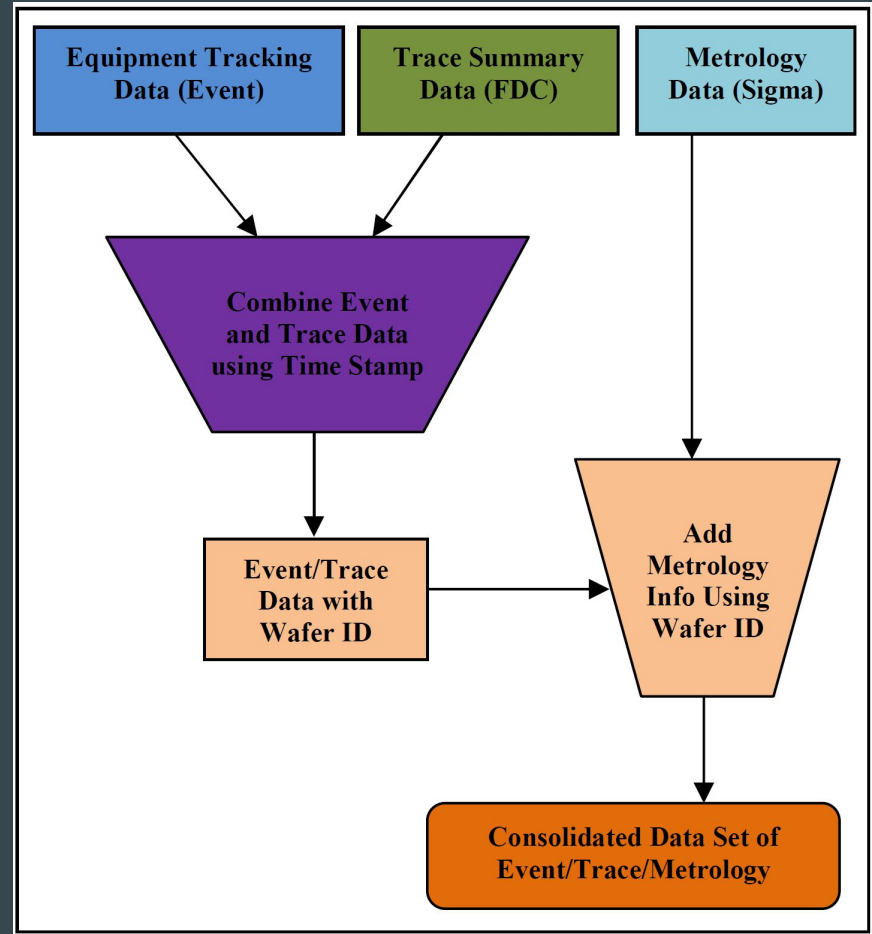 Equipment Tracking
Data (Event)
Trace Summary
Data (FDC)
Metrology
Data (Sigma)
Combine Event
and Trace Data
using Time Stamp
Event/Trace
Data with
Wafer ID
Add
Metrology
Info Using
Wafer ID
Consolidated Data Set of
Event/Trace/Metrology